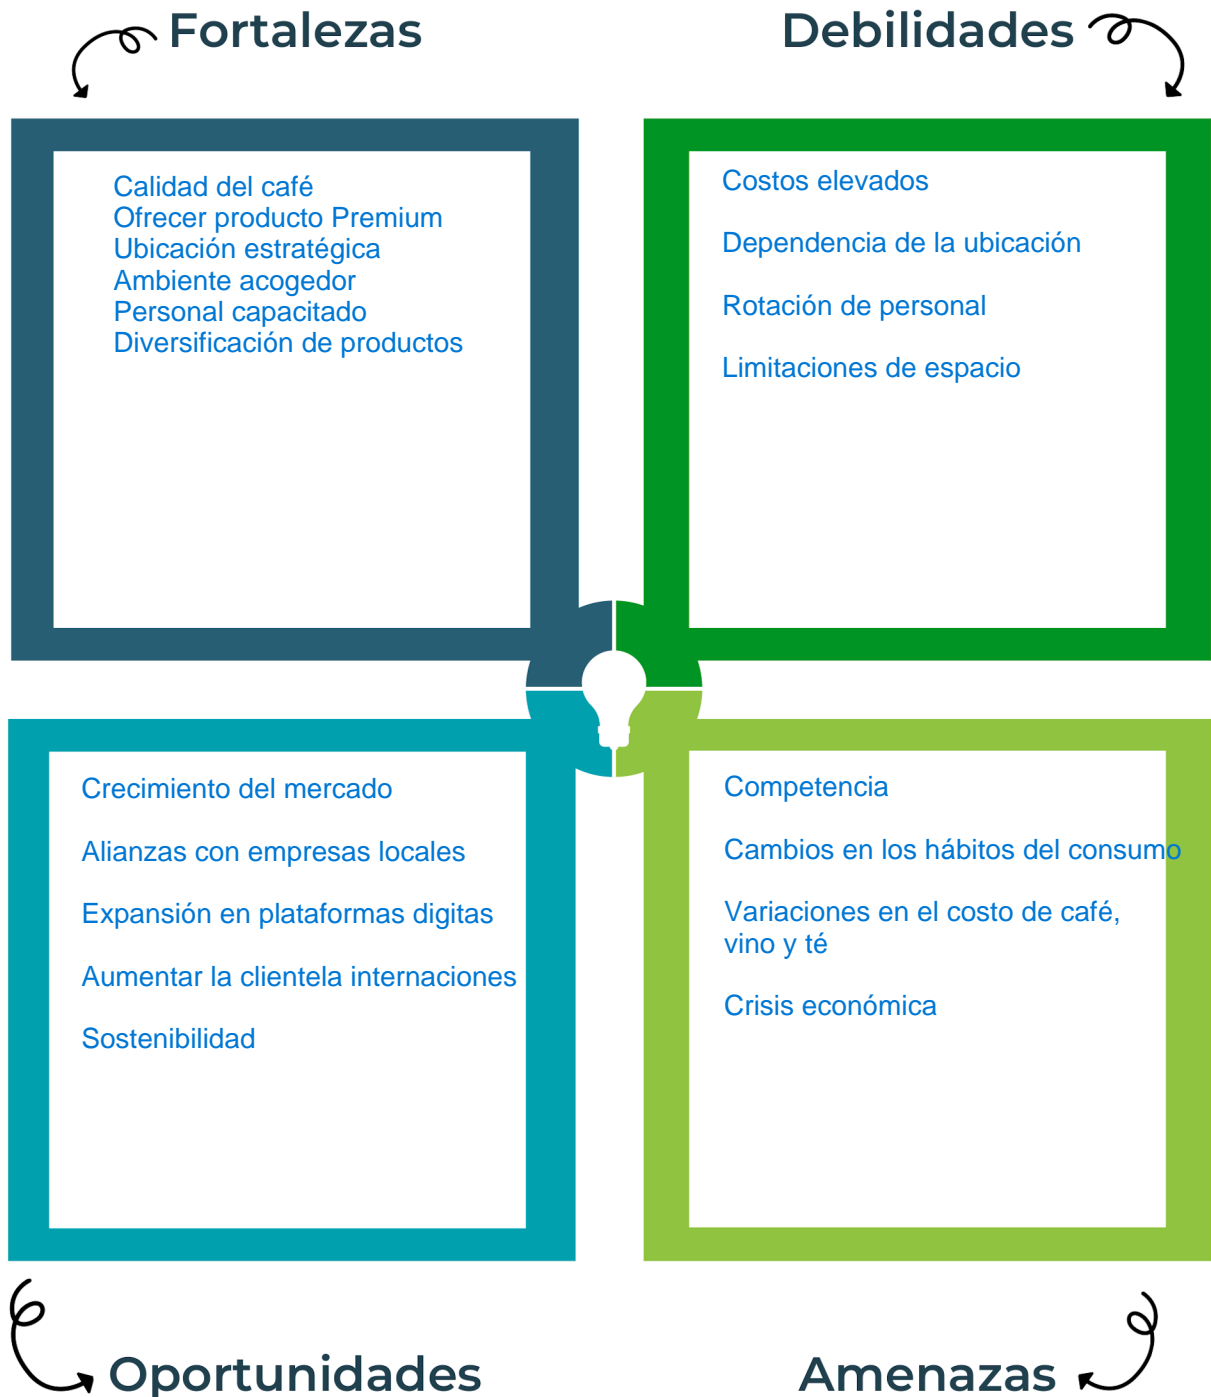 Fortalezas
Calidad del café
Ofrecer producto Premium
Ubicación estratégica
Ambiente acogedor
Personal capacitado
Diversificación de productos
Debilidades
Costos elevados
Dependencia de la ubicación
Rotación de personal
Limitaciones de espacio
Crecimiento del mercado
Alianzas con empresas locales
Expansión en plataformas digitas
Aumentar la clientela internaciones
Sostenibilidad
Oportunidades
Competencia
Cambios en los hábitos del consumo
Variaciones en el costo de café,
vino y té
Crisis económica
Amenazas